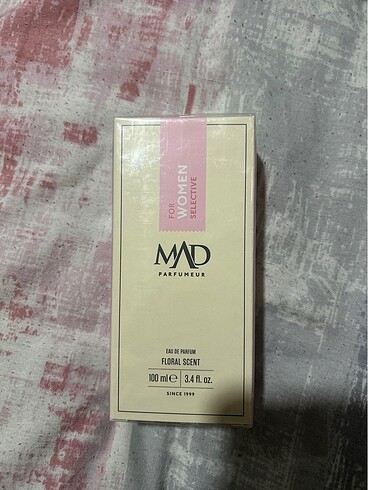 FOR
WOMEN
SELECTIVE
MAD
PARFUMEUR
EAU DE PARFUM
FLORAL SCENT
100 ml ℮ 3.4 fl. oz.
SINCE 1999